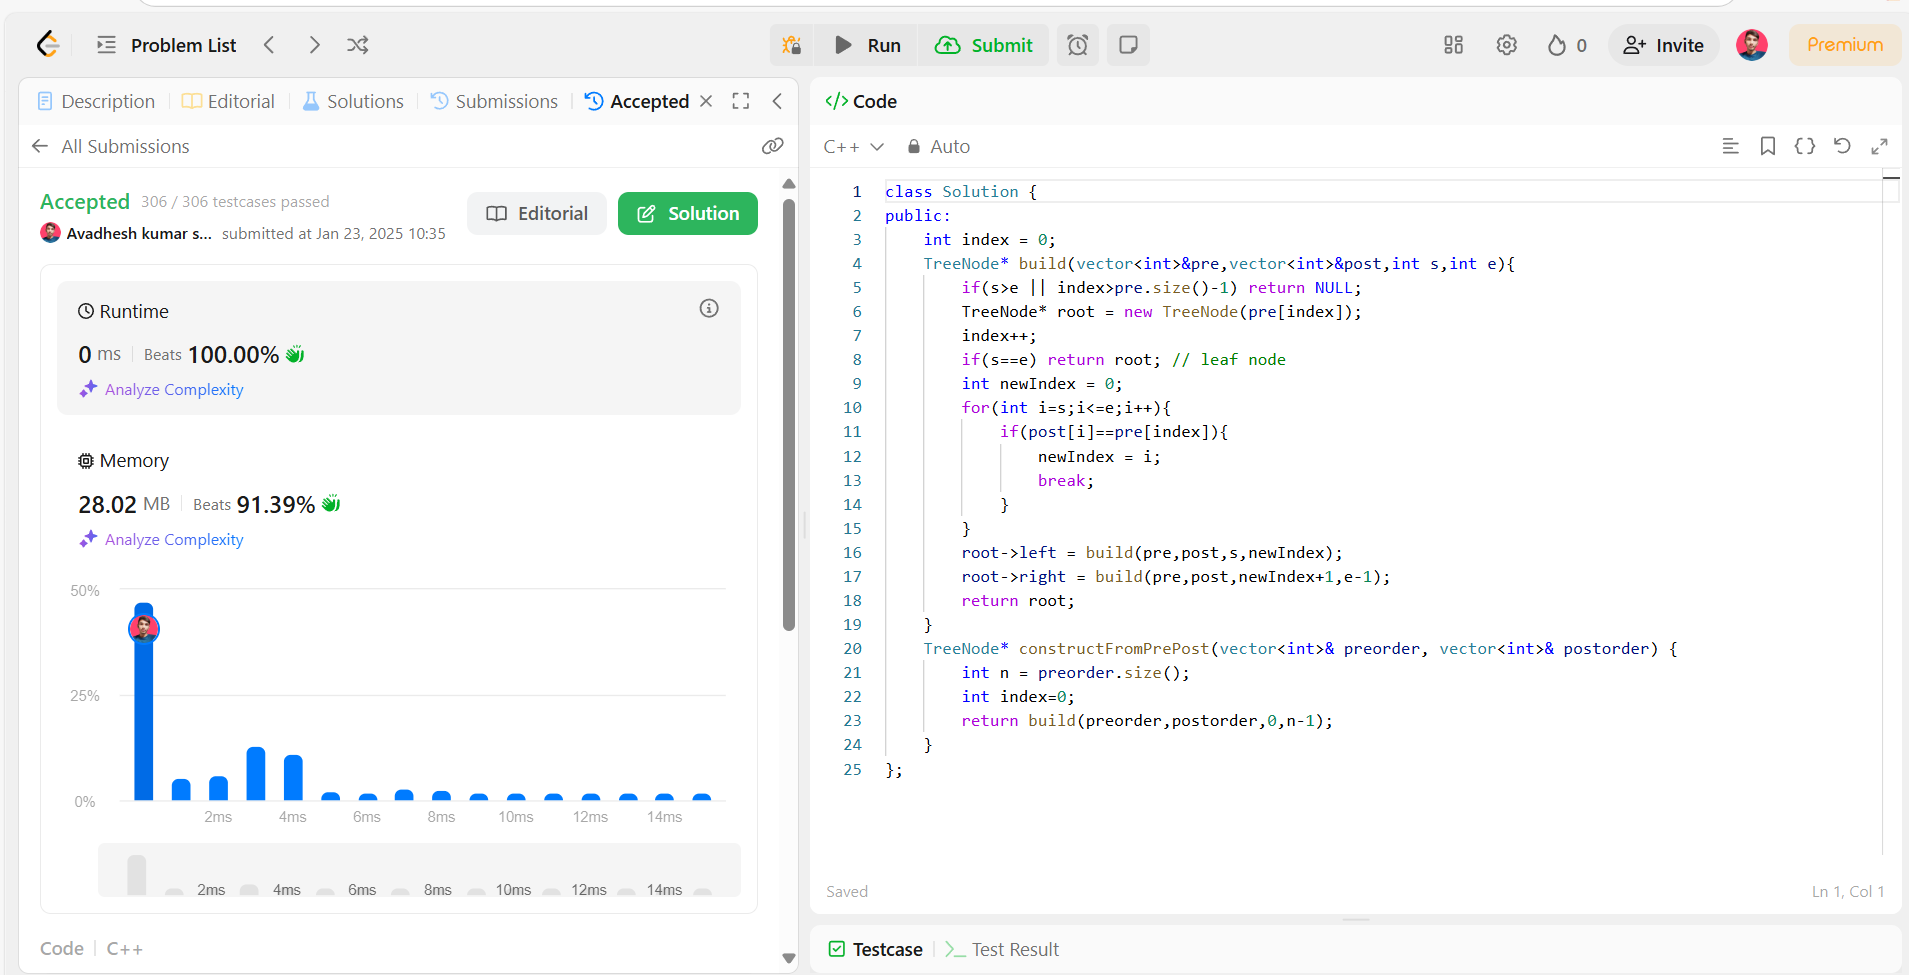 Problem List
Run
Submit
0
Invite
Premium
Description
Editorial
Solutions
Submissions
Accepted
All Submissions
Accepted 306 / 306 testcases passed
Avadhesh kumar s... submitted at Jan 23, 2025 10:35
Editorial
Solution
Runtime
0 ms
Beats 100.00%
Analyze Complexity
Memory
28.02 MB
Beats 91.39%
Analyze Complexity
50%
25%
0%
2ms 4ms 6ms 8ms 10ms 12ms 14ms
2ms 4ms 6ms 8ms 10ms 12ms 14ms
Code
C++
</> Code
C++
Auto
1 class Solution {
2 public:
3     int index = 0;
4     TreeNode* build(vector<int>&pre,vector<int>&post,int s,int e){
5         if(s>e || index>pre.size()-1) return NULL;
6         TreeNode* root = new TreeNode(pre[index]);
7         index++;
8         if(s==e) return root; // leaf node
9         int newIndex = 0;
10         for(int i=s;i<=e;i++){
11             if(post[i]==pre[index]){
12                 newIndex = i;
13                 break;
14             }
15         }
16         root->left = build(pre,post,s,newIndex);
17         root->right = build(pre,post,newIndex+1,e-1);
18         return root;
19     }
20     TreeNode* constructFromPrePost(vector<int>& preorder, vector<int>& postorder) {
21         int n = preorder.size();
22         int index=0;
23         return build(preorder,postorder,0,n-1);
24     }
25 };
Saved
Ln 1, Col 1
Testcase
>_ Test Result